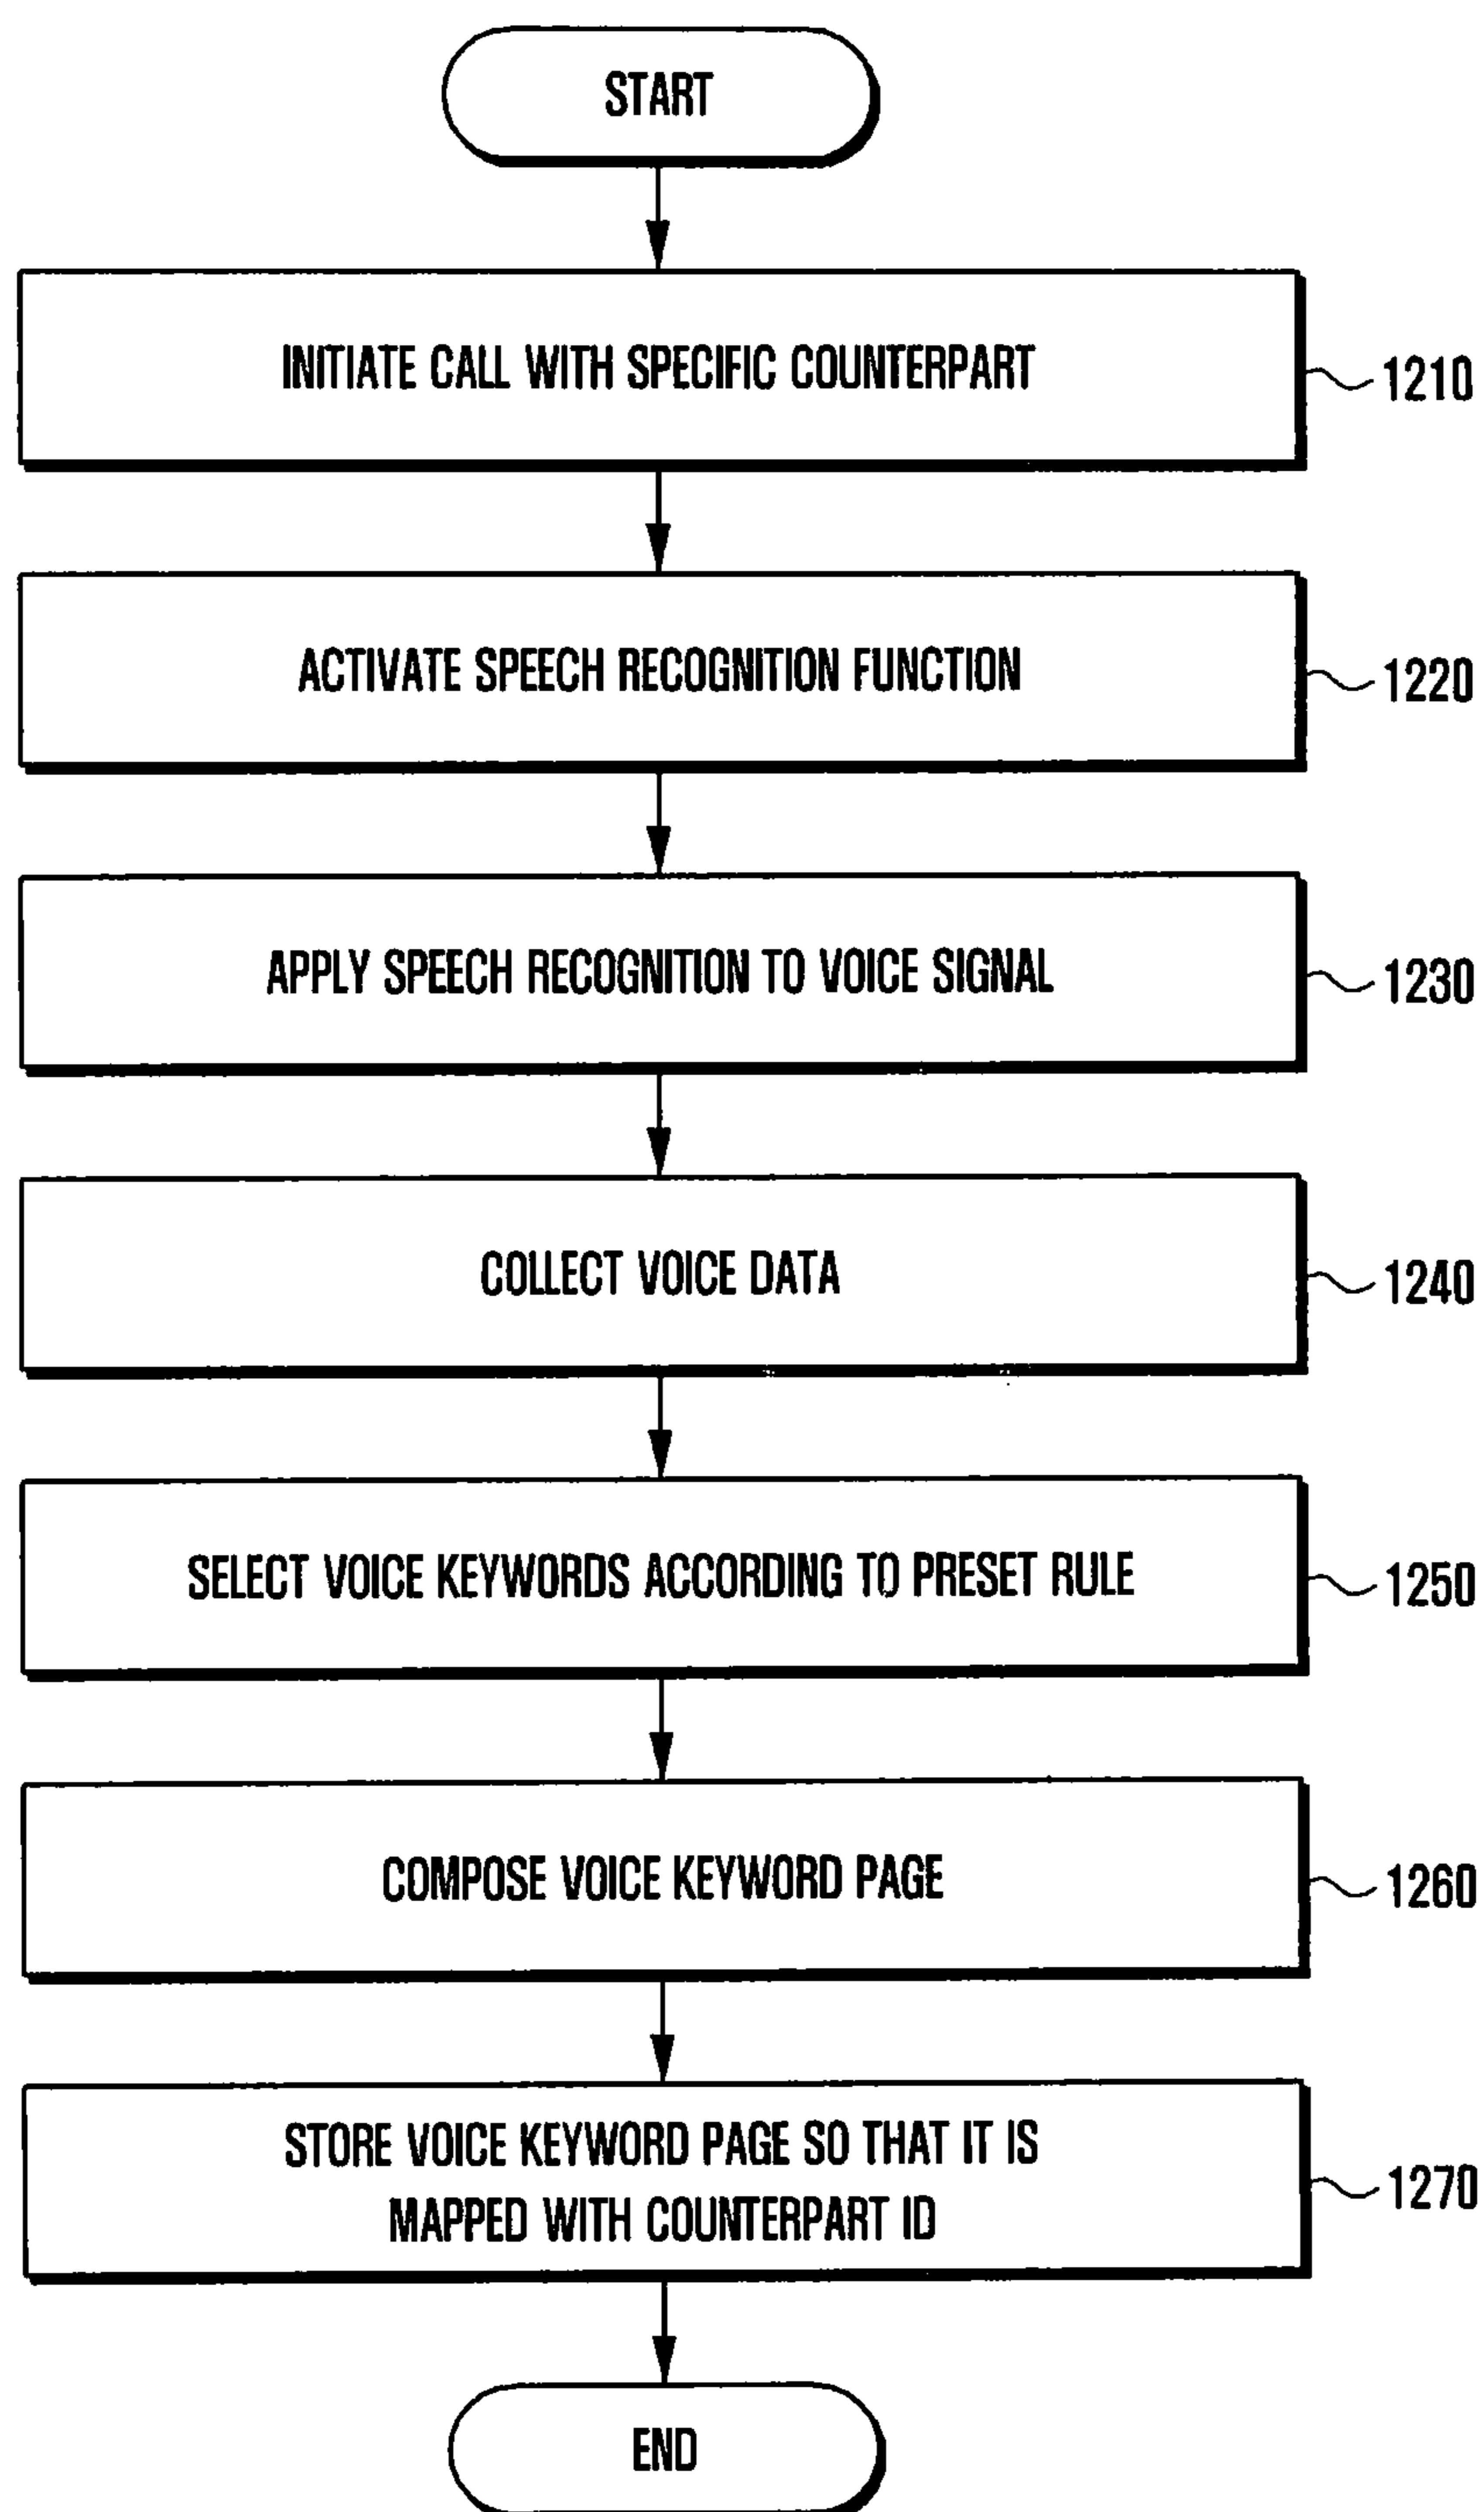 START
INITIATE CALL WITH SPECIFIC COUNTERPART
1210
ACTIVATE SPEECH RECOGNITION FUNCTION
1220
APPLY SPEECH RECOGNITION TO VOICE SIGNAL
1230
COLLECT VOICE DATA
1240
SELECT VOICE KEYWORDS ACCORDING TO PRESET RULE
1250
COMPOSE VOICE KEYWORD PAGE
1260
STORE VOICE KEYWORD PAGE SO THAT IT IS
MAPPED WITH COUNTERPART ID
1270
END